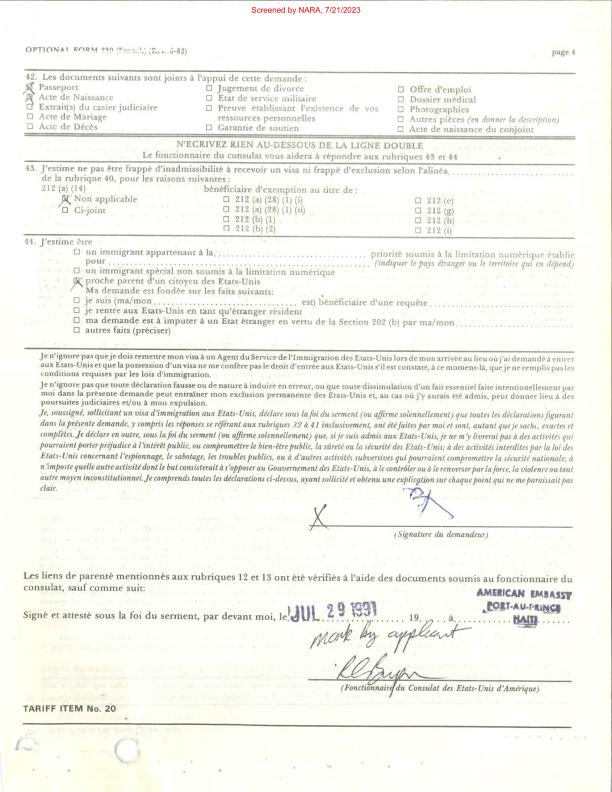 Screened by NARA, 7/21/2023
OPTIONAL FORM 230 (French) (Rev. 6-82) page 4
42. Les documents suivants sont joints à l'appui de cette demande :
Passeport
Acte de Naissance
Extrait(s) du casier judiciaire
Acte de Mariage
Acte de Décès
Jugement de divorce
Etat de service militaire
Preuve établissant l'existence de vos
ressources personnelles
Garantie de soutien
Offre d'emploi
Dossier médical
Photographies
Autres pièces (en donner la description)
Acte de naissance du conjoint
N'ECRIVEZ RIEN AU-DESSOUS DE LA LIGNE DOUBLE
Le fonctionnaire du consulat vous aidera à répondre aux rubriques 43 et 44
43. J'estime ne pas être frappé d'inadmissibilité à recevoir un visa ni frappé d'exclusion selon l'alinéa
de la rubrique 40, pour les raisons suivantes :
212 (a) (14) bénéficiaire d'exemption au titre de :
Non applicable
Ci-joint
212 (a) (28) (1) (i)
212 (a) (28) (1) (ii)
212 (b) (1)
212 (b) (2)
212 (e)
212 (g)
212 (h)
212 (i)
44. J'estime être
un immigrant appartenant à la priorité soumis à la limitation numérique établie
pour (indiquer le pays étranger ou le territoire qui en dépend)
un immigrant spécial non soumis à la limitation numérique
proche parent d'un citoyen des Etats-Unis
Ma demande est fondée sur les faits suivants:
je suis (ma/mon est) bénéficiaire d'une requête
je rentre aux Etats-Unis en tant qu'étranger résident
ma demande est à imputer à un Etat étranger en vertu de la Section 202 (b) par ma/mon
autres faits (préciser)
Je n'ignore pas que je dois remettre mon visa à un Agent du Service de l'Immigration des Etats-Unis lors de mon arrivée au lieu où j'ai demandé à entrer
aux Etats-Unis et que la possession d'un visa ne me confère pas le droit d'entrée aux Etats-Unis s'il est constaté, à ce moment-là, que je ne remplis pas les
conditions requises par les lois d'immigration.
Je n'ignore pas que toute déclaration fausse ou de nature à induire en erreur, ou que toute dissimulation d'un fait essentiel faite intentionnellement par
moi dans la présente demande peut entraîner mon exclusion permanente des Etats-Unis et, au cas où j'y aurais été admis, peut donner lieu à des
poursuites judiciaires et/ou à mon expulsion.
Je, soussigné, sollicitant un visa d'immigration aux Etats-Unis, déclare sous la foi du serment (ou affirme solennellement) que toutes les déclarations figurant
dans la présente demande, y compris les réponses se référant aux rubriques 32 à 41 inclusivement, ont été faites par moi et sont, autant que je sache, exactes et
complètes. Je déclare en outre, sous la foi du serment (ou affirme solennellement) que, si je suis admis aux Etats-Unis, je ne m'y livrerai pas à des activités qui
pourraient porter préjudice à l'intérêt public, ou compromettre le bien-être public, la sûreté ou la sécurité des Etats-Unis; à des activités interdites par la loi des
Etats-Unis concernant l'espionnage, le sabotage, les troubles publics, ou à d'autres activités subversives qui pourraient compromettre la sécurité nationale; à
n'importe quelle autre activité dont le but consisterait à s'opposer au Gouvernement des Etats-Unis, à le contrôler ou à le renverser par la force, la violence ou tout
autre moyen inconstitutionnel. Je comprends toutes les déclarations ci-dessus, ayant sollicité et obtenu une explication sur chaque point qui ne me paraissait pas
clair.
X
(Signature du demandeur)
Les liens de parenté mentionnés aux rubriques 12 et 13 ont été vérifiés à l'aide des documents soumis au fonctionnaire du
consulat, sauf comme suit:
AMERICAN EMBASSY
PORT-AU-PRINCE
HAITI
Signé et attesté sous la foi du serment, par devant moi, le JUL 29 1991 19 à
mark by applicant
(Fonctionnaire du Consulat des Etats-Unis d'Amérique)
TARIFF ITEM No. 20